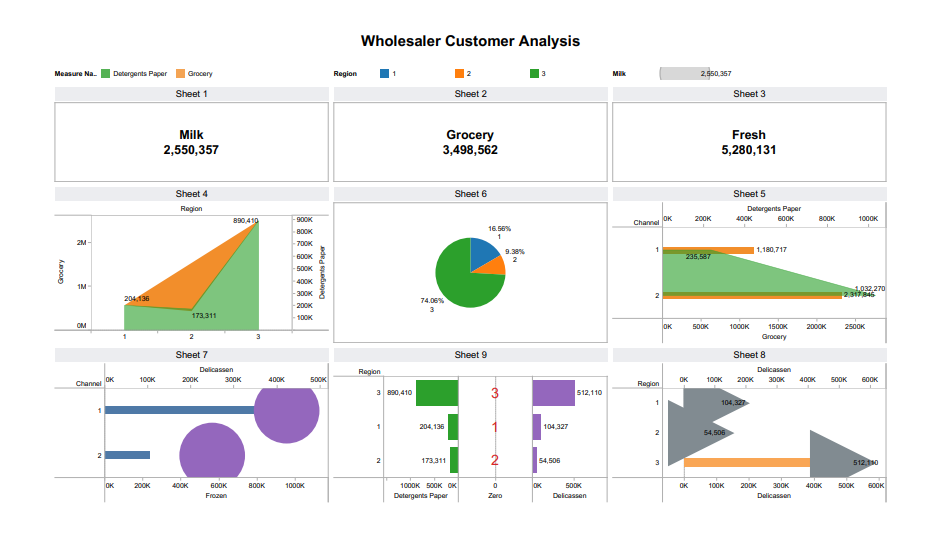 Wholesaler Customer Analysis
Measure Na.. Detergents Paper Grocery Region 1 2 3 Milk 2,550,357
Sheet 1 Sheet 2 Sheet 3
Milk Grocery Fresh
2,550,357 3,498,562 5,280,131
Sheet 4
Region
Grocery
2M
1M
0M
890,410
204,136
173,311
900K
800K
700K
600K
500K
400K
300K
200K
100K
Detergents Paper
1 2 3
Sheet 6
16.56%
1
9.38%
2
74.06%
3
Sheet 5
Detergents Paper
Channel 0K 200K 400K 600K 800K 1000K
1 1,180,717
235,587
1,032,270
2 2,317,845
0K 500K 1000K 1500K 2000K 2500K
Grocery
Sheet 7
Delicassen
Channel 0K 100K 200K 300K 400K 500K
1
2
0K 200K 400K 600K 800K 1000K
Frozen
Sheet 9
Region
3 890,410 3 512,110
1 204,136 1 104,327
2 173,311 2 54,506
1000K 500K 0K 0 0K 500K
Detergents Paper Zero Delicassen
Sheet 8
Delicassen
Region 0K 100K 200K 300K 400K 500K 600K
1 104,327
2 54,506
3 512,110
0K 100K 200K 300K 400K 500K 600K
Delicassen